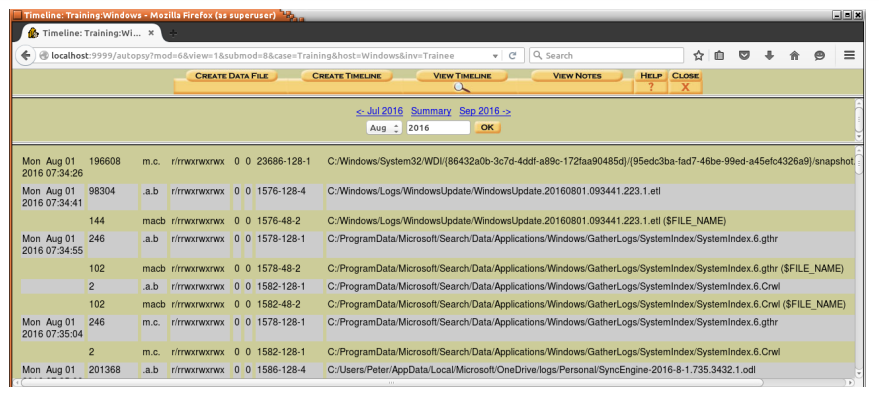 Timeline: Training:Windows - Mozilla Firefox (as superuser)
Timeline: Training:Wi... ×
localhost:9999/autopsy?mod=6&view=1&submod=8&case=Training&host=Windows&inv=Trainee
Search
CREATE DATA FILE CREATE TIMELINE VIEW TIMELINE VIEW NOTES HELP CLOSE
? X
<- Jul 2016 Summary Sep 2016 ->
Aug 2016 OK
Mon Aug 01 196608 m.c. r/rrwxrwxrwx 0 0 23686-128-1 C:/Windows/System32/WDI/{86432a0b-3c7d-4ddf-a89c-172faa90485d}/{95edc3ba-fad7-46be-99ed-a45efc4326a9}/snapshot
2016 07:34:26
Mon Aug 01 98304 .a.b r/rrwxrwxrwx 0 0 1576-128-4 C:/Windows/Logs/WindowsUpdate/WindowsUpdate.20160801.093441.223.1.etl
2016 07:34:41
144 macb r/rrwxrwxrwx 0 0 1576-48-2 C:/Windows/Logs/WindowsUpdate/WindowsUpdate.20160801.093441.223.1.etl ($FILE_NAME)
Mon Aug 01 246 .a.b r/rrwxrwxrwx 0 0 1578-128-1 C:/ProgramData/Microsoft/Search/Data/Applications/Windows/GatherLogs/SystemIndex/SystemIndex.6.gthr
2016 07:34:55
102 macb r/rrwxrwxrwx 0 0 1578-48-2 C:/ProgramData/Microsoft/Search/Data/Applications/Windows/GatherLogs/SystemIndex/SystemIndex.6.gthr ($FILE_NAME)
2 .a.b r/rrwxrwxrwx 0 0 1582-128-1 C:/ProgramData/Microsoft/Search/Data/Applications/Windows/GatherLogs/SystemIndex/SystemIndex.6.Crwl
102 macb r/rrwxrwxrwx 0 0 1582-48-2 C:/ProgramData/Microsoft/Search/Data/Applications/Windows/GatherLogs/SystemIndex/SystemIndex.6.Crwl ($FILE_NAME)
Mon Aug 01 246 m.c. r/rrwxrwxrwx 0 0 1578-128-1 C:/ProgramData/Microsoft/Search/Data/Applications/Windows/GatherLogs/SystemIndex/SystemIndex.6.gthr
2016 07:35:04
2 m.c. r/rrwxrwxrwx 0 0 1582-128-1 C:/ProgramData/Microsoft/Search/Data/Applications/Windows/GatherLogs/SystemIndex/SystemIndex.6.Crwl
Mon Aug 01 201368 .a.b r/rrwxrwxrwx 0 0 1586-128-4 C:/Users/Peter/AppData/Local/Microsoft/OneDrive/logs/Personal/SyncEngine-2016-8-1.735.3432.1.odl